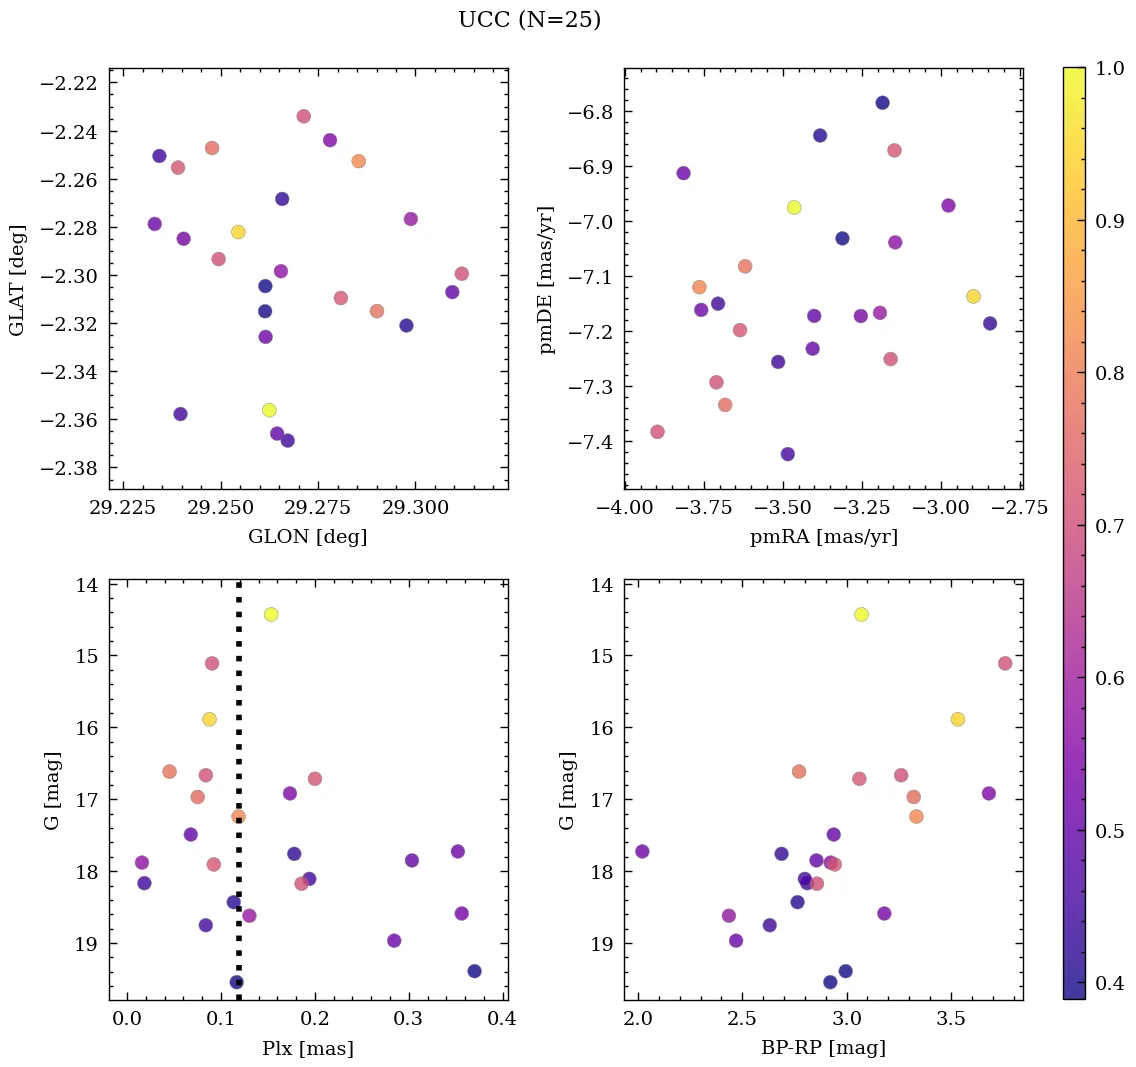 UCC (N=25)
−2.22
−2.24
−2.26
−2.28
−2.30
−2.32
−2.34
−2.36
−2.38
GLAT [deg]
29.225 29.250 29.275 29.300
GLON [deg]
−6.8
−6.9
−7.0
−7.1
−7.2
−7.3
−7.4
pmDE [mas/yr]
−4.00 −3.75 −3.50 −3.25 −3.00 −2.75
pmRA [mas/yr]
14
15
16
17
18
19
G [mag]
0.0 0.1 0.2 0.3 0.4
Plx [mas]
14
15
16
17
18
19
G [mag]
2.0 2.5 3.0 3.5
BP-RP [mag]
1.0
0.9
0.8
0.7
0.6
0.5
0.4